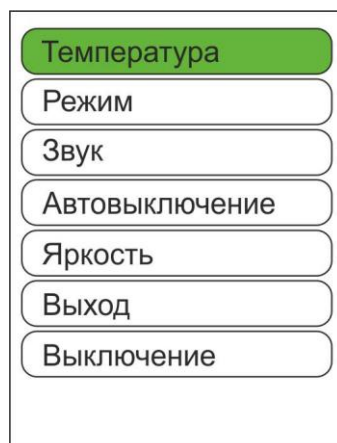 Температура
Режим
Звук
Автовыключение
Яркость
Выход
Выключение